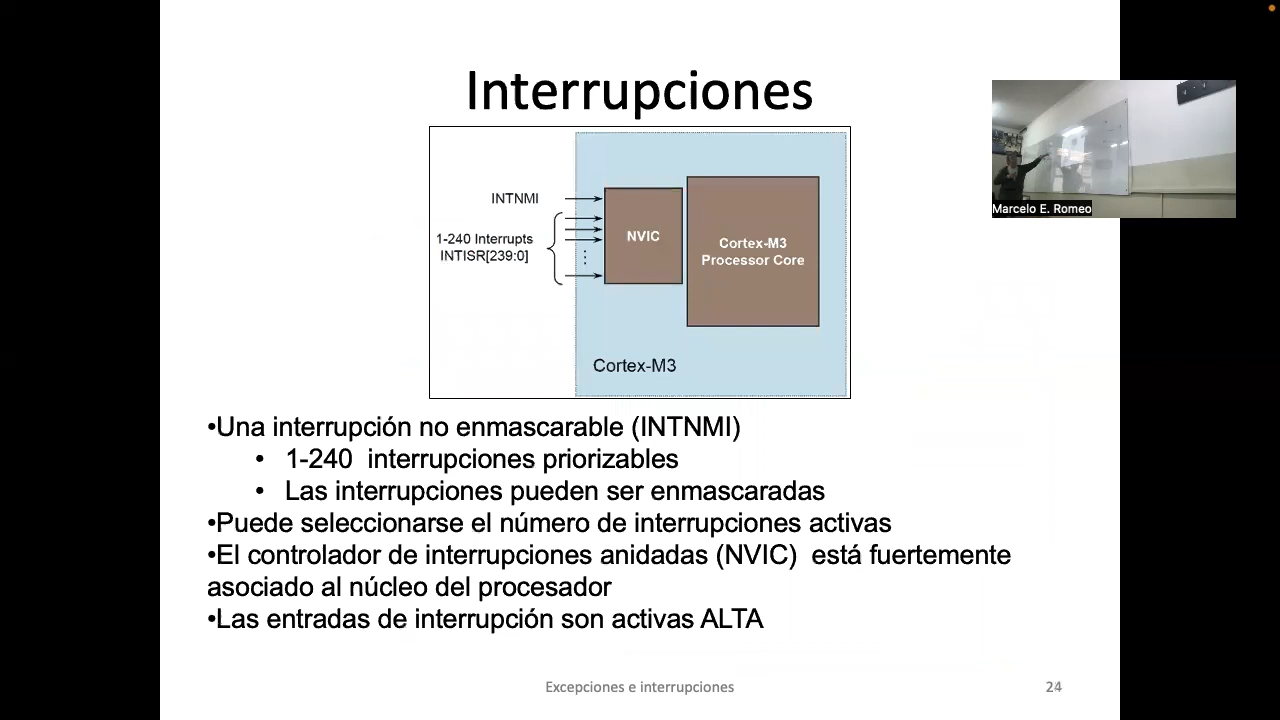 Interrupciones
INTNMI
1-240 Interrupts
INTISR[239:0]
NVIC
Cortex-M3
Processor Core
Cortex-M3
Marcelo E. Romeo
•Una interrupción no enmascarable (INTNMI)
• 1-240 interrupciones priorizables
• Las interrupciones pueden ser enmascaradas
•Puede seleccionarse el número de interrupciones activas
•El controlador de interrupciones anidadas (NVIC) está fuertemente
asociado al núcleo del procesador
•Las entradas de interrupción son activas ALTA
Excepciones e interrupciones
24